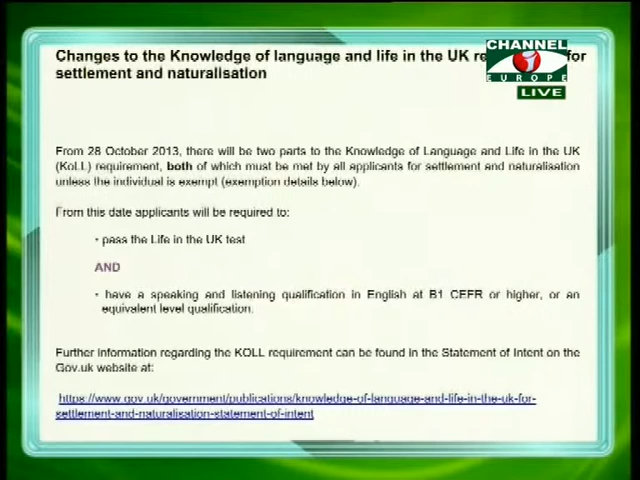 Changes to the Knowledge of language and life in the UK for
settlement and naturalisation
CHANNEL
i
EUROPE
LIVE
From 28 October 2013, there will be two parts to the Knowledge of Language and Life in the UK
(KoLL) requirement, both of which must be met by all applicants for settlement and naturalisation
unless the individual is exempt (exemption details below).
From this date applicants will be required to:
• pass the Life in the UK test
AND
• have a speaking and listening qualification in English at B1 CEFR or higher, or an
equivalent level qualification.
Further information regarding the KOLL requirement can be found in the Statement of Intent on the
Gov.uk website at:
https://www.gov.uk/government/publications/knowledge-of-language-and-life-in-the-uk-for-
settlement-and-naturalisation-statement-of-intent